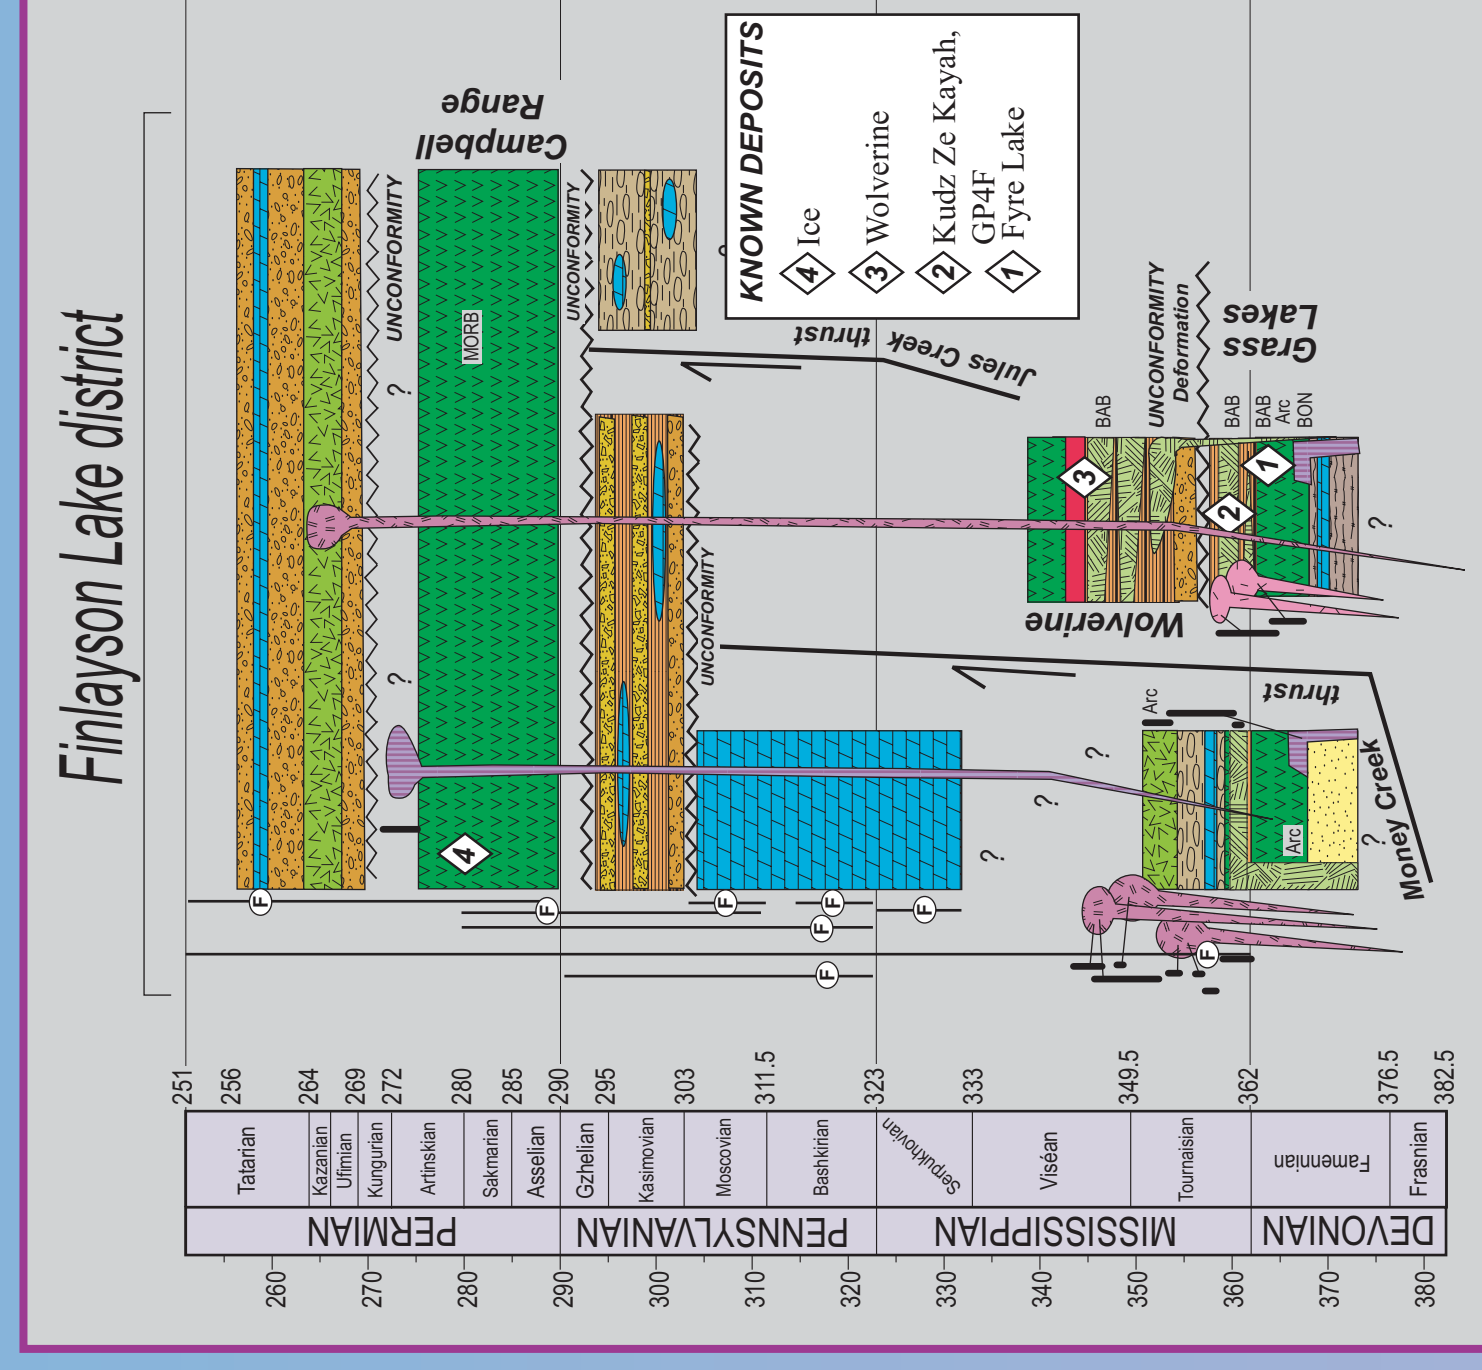 Finlayson Lake district
Campbell
Range
UNCONFORMITY
?
?
MORB
4
UNCONFORMITY
UNCONFORMITY
KNOWN DEPOSITS
4 Ice
3 Wolverine
2 Kudz Ze Kayah,
GP4F
1 Fyre Lake
Jules Creek thrust
Wolverine
BAB
UNCONFORMITY
Deformation
Grass
Lakes
BAB
BAB
Arc
BON
3
2
1
?
Money Creek thrust
Arc
Arc
?
?
?
?
F
F
F
F
F
F
F
F
251
256
264
269
272
280
285
290
295
303
311.5
323
333
349.5
362
376.5
382.5
Tatarian
Kazanian
Ufimian
Kungurian
Artinskian
Sakmarian
Asselian
Gzhelian
Kasimovian
Moscovian
Bashkirian
Serpukhovian
Viséan
Tournaisian
Famennian
Frasnian
PERMIAN
PENNSYLVANIAN
MISSISSIPPIAN
DEVONIAN
260
270
280
290
300
310
320
330
340
350
360
370
380